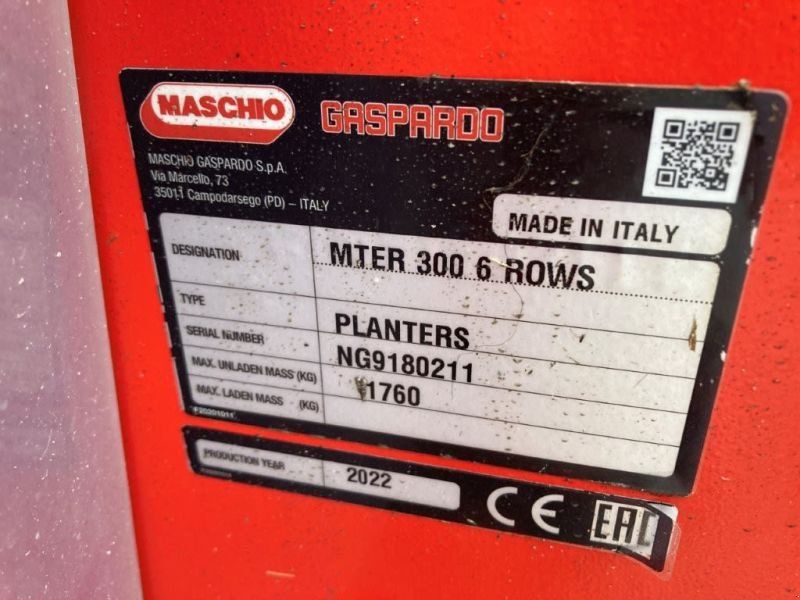 MASCHIO GASPARDO
MASCHIO GASPARDO S.p.A.
Via Marcello, 73
35011 Campodarsego (PD) – ITALY
MADE IN ITALY
DESIGNATION MTER 300 6 ROWS
TYPE PLANTERS
SERIAL NUMBER NG9180211
MAX. UNLADEN MASS (KG) 1760
MAX. LADEN MASS (KG)
F20201011
PRODUCTION YEAR 2022
CE EAC